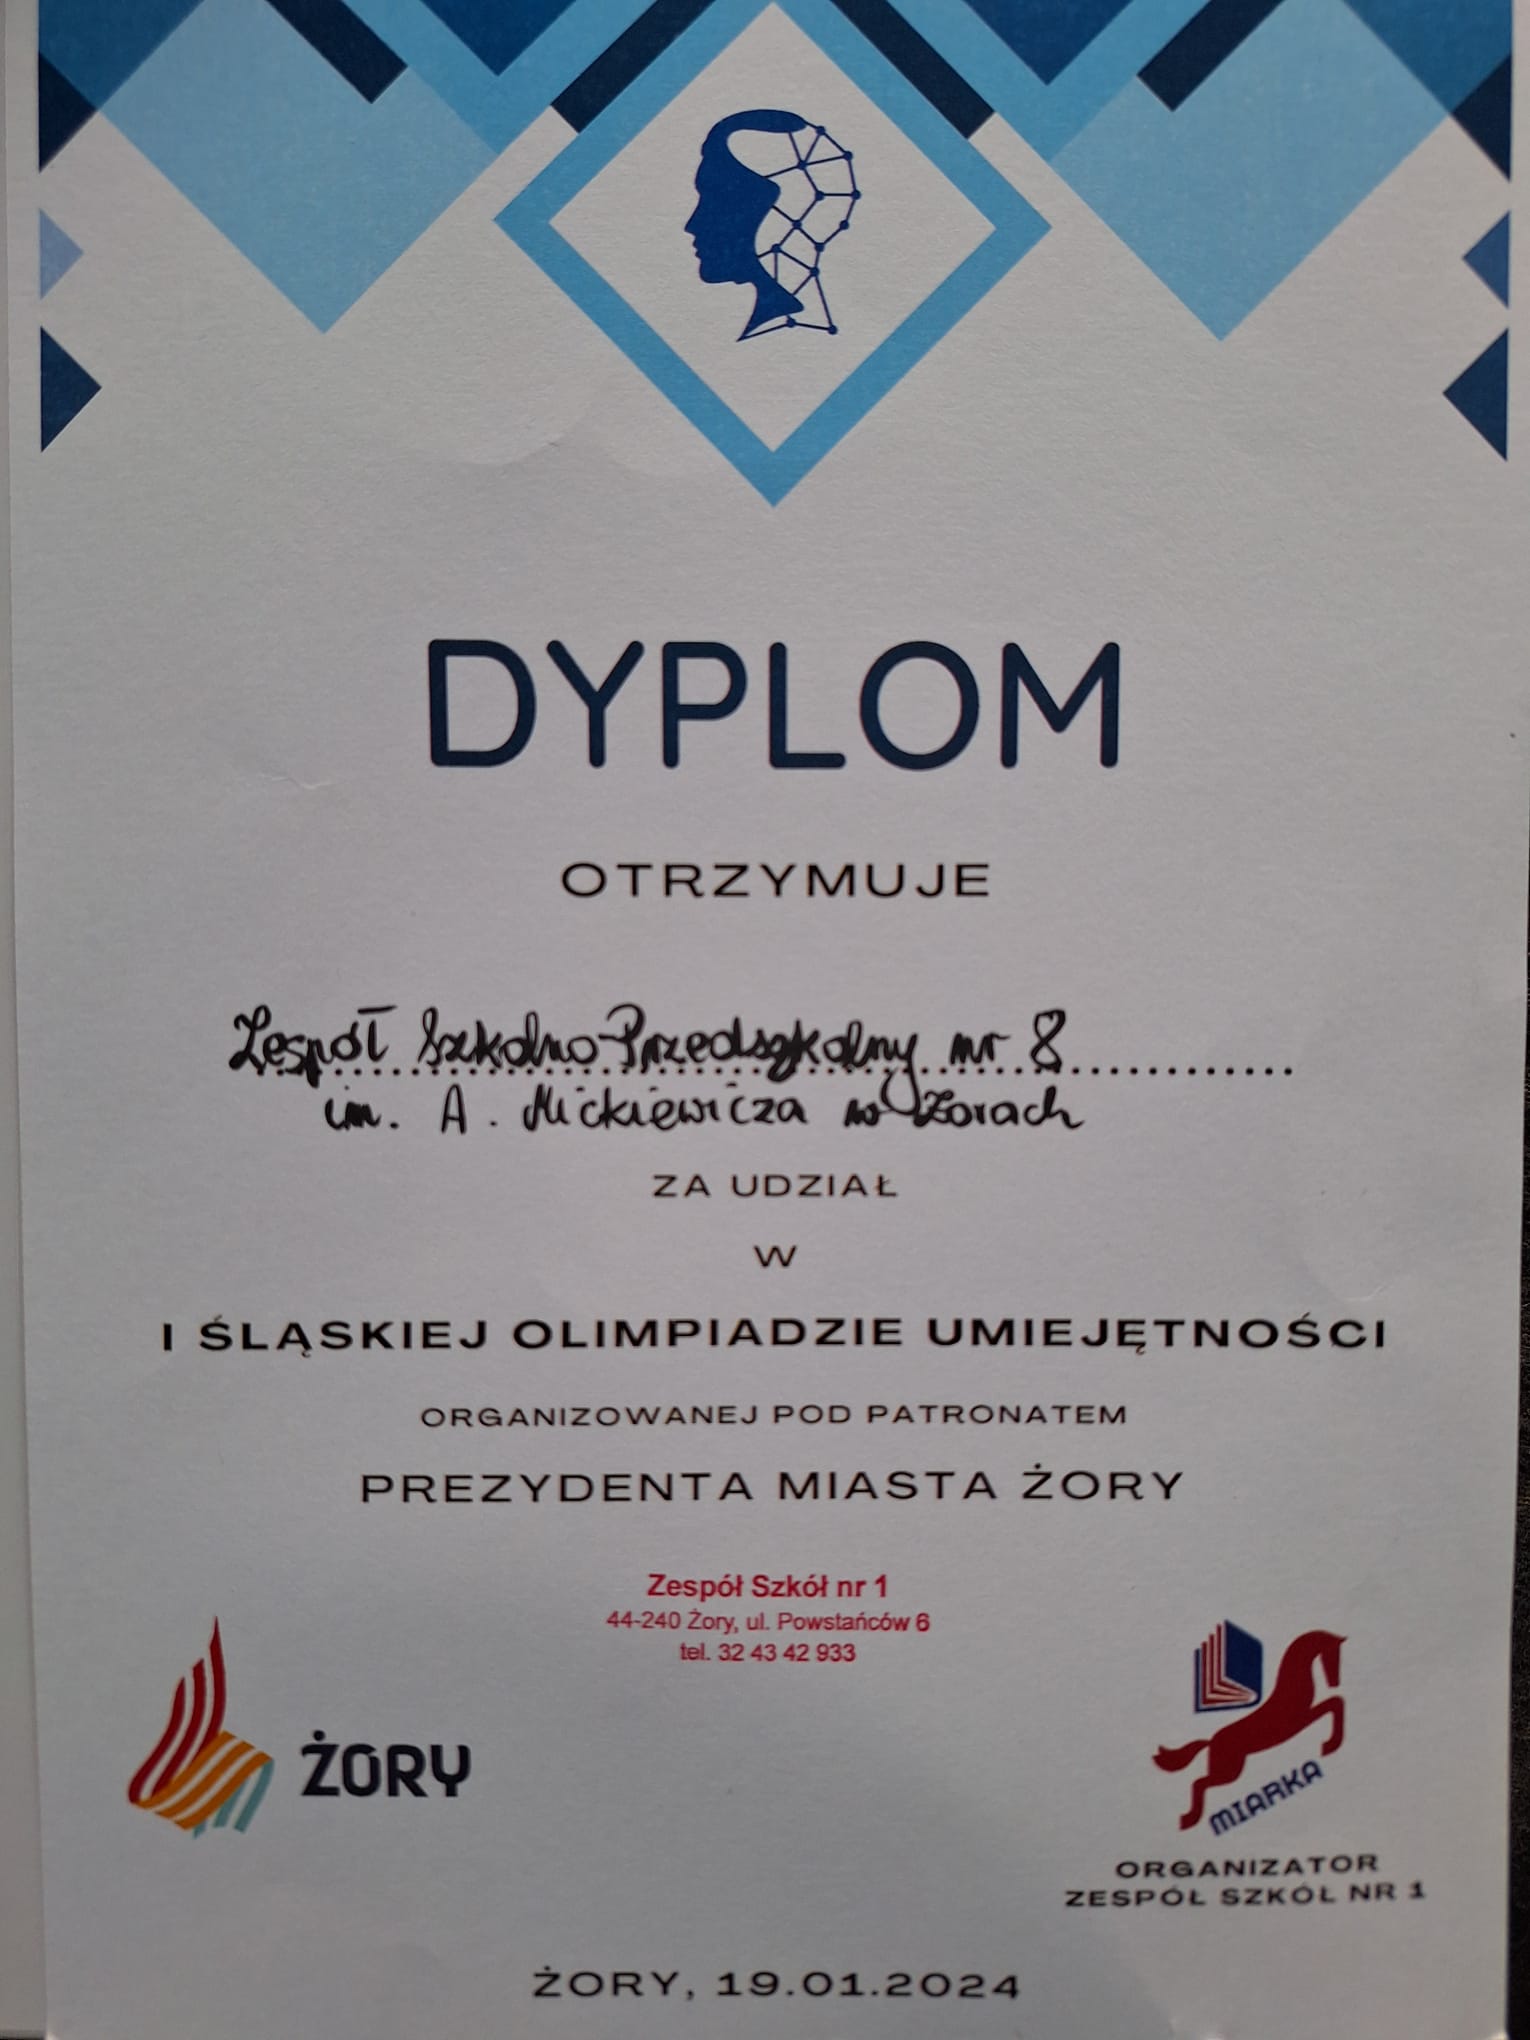 DYPLOM
OTRZYMUJE
Zespół Szkolno-Przedszkolny nr 8
im. A. Mickiewicza w Żorach
ZA UDZIAŁ
W
I ŚLĄSKIEJ OLIMPIADZIE UMIEJĘTNOŚCI
ORGANIZOWANEJ POD PATRONATEM
PREZYDENTA MIASTA ŻORY
Zespół Szkół nr 1
44-240 Żory, ul. Powstańców 6
tel. 32 43 42 933
ŻORY
MIARKA
ORGANIZATOR
ZESPÓŁ SZKÓŁ NR 1
ŻORY, 19.01.2024